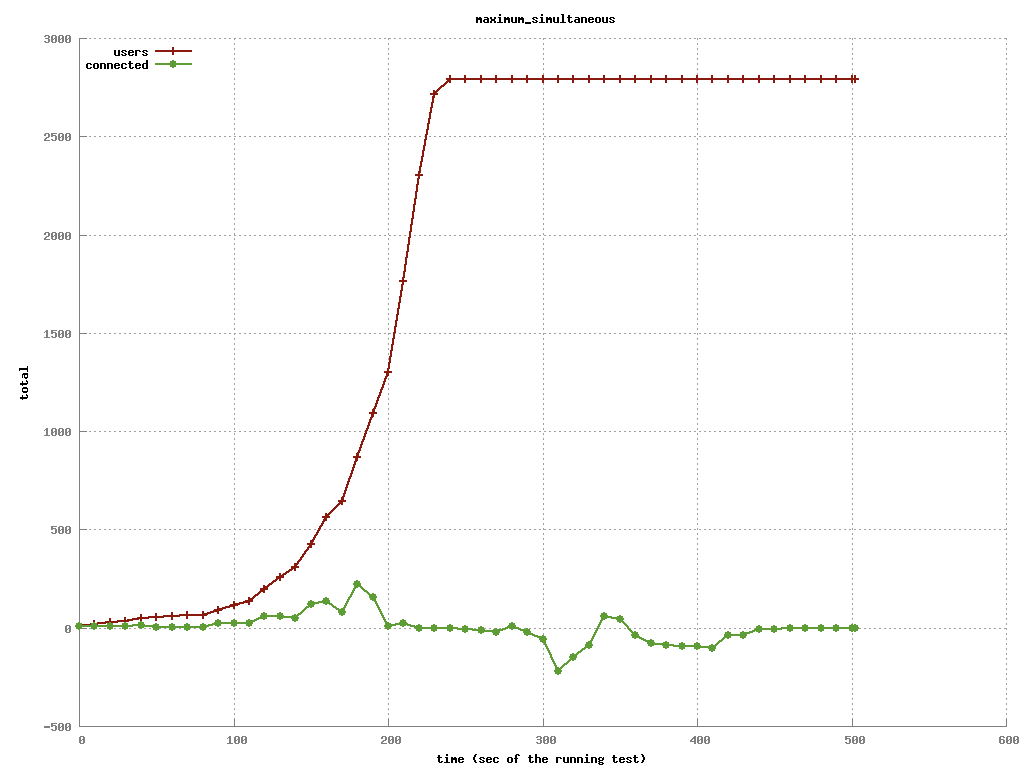 maximum_simultaneous
users
connected
3000
2500
2000
1500
1000
500
0
-500
total
0 100 200 300 400 500 600
time (sec of the running test)